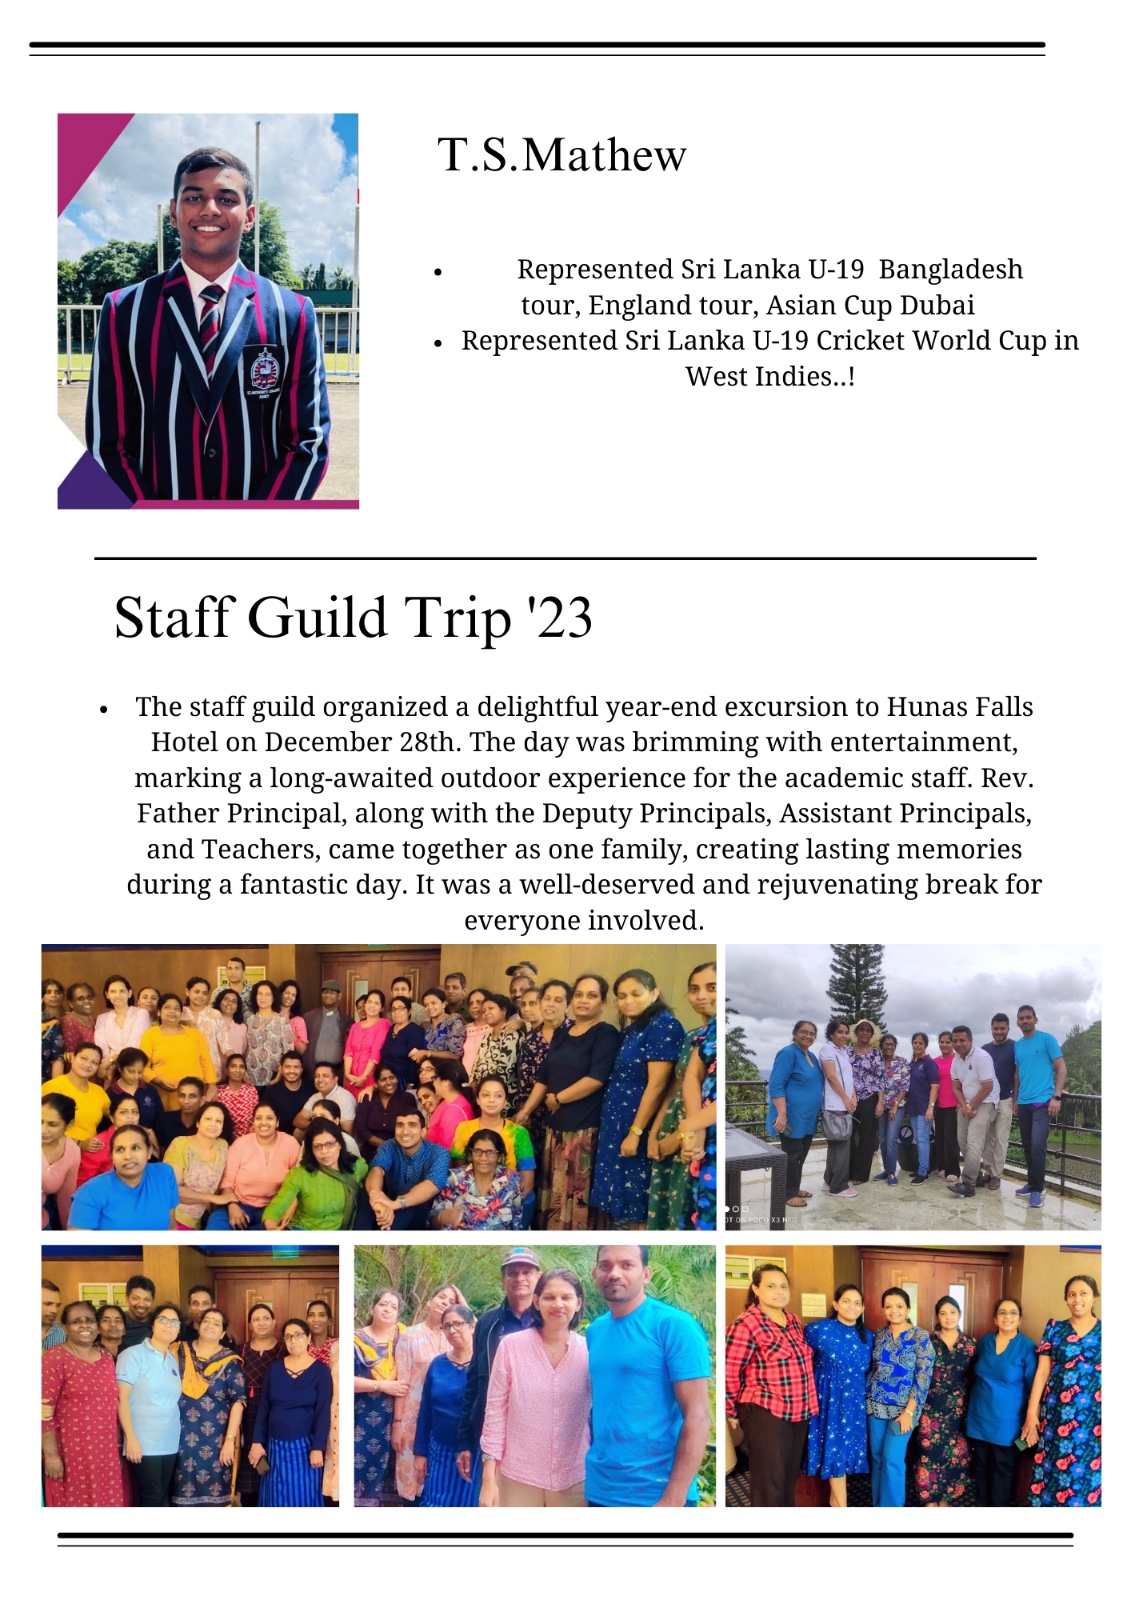 T.S.Mathew
• Represented Sri Lanka U-19 Bangladesh
tour, England tour, Asian Cup Dubai
• Represented Sri Lanka U-19 Cricket World Cup in
West Indies..!
Staff Guild Trip '23
• The staff guild organized a delightful year-end excursion to Hunas Falls
Hotel on December 28th. The day was brimming with entertainment,
marking a long-awaited outdoor experience for the academic staff. Rev.
Father Principal, along with the Deputy Principals, Assistant Principals,
and Teachers, came together as one family, creating lasting memories
during a fantastic day. It was a well-deserved and rejuvenating break for
everyone involved.